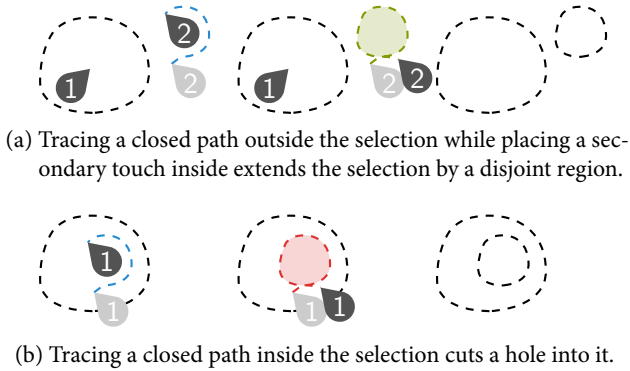 1 2 2 1 2 2
(a) Tracing a closed path outside the selection while placing a sec-
ondary touch inside extends the selection by a disjoint region.
1 1 1 1
(b) Tracing a closed path inside the selection cuts a hole into it.